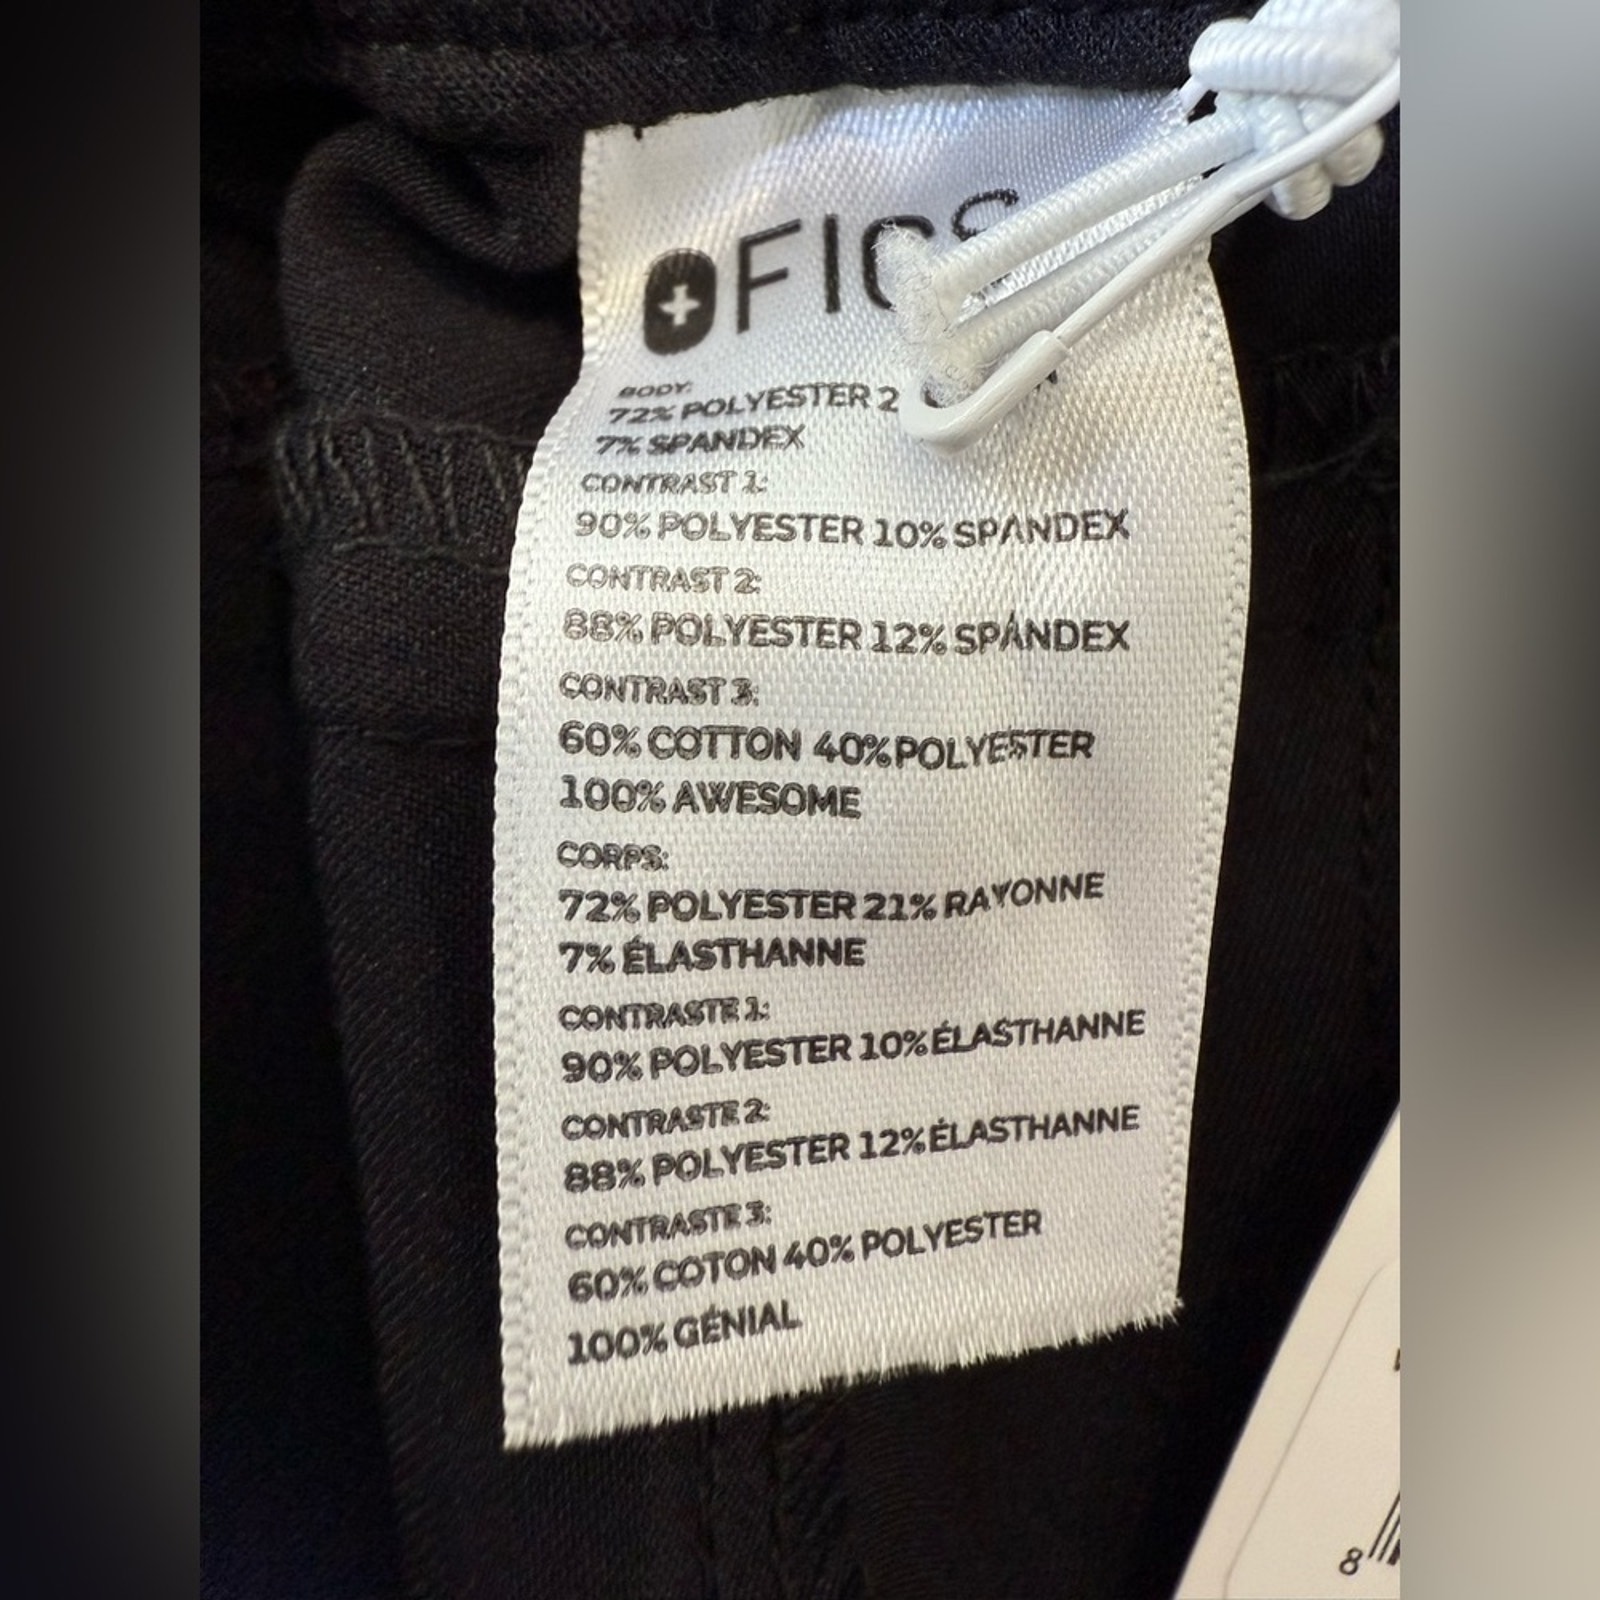 FIGS
BODY:
72% POLYESTER 2
7% SPANDEX
CONTRAST 1:
90% POLYESTER 10% SPANDEX
CONTRAST 2:
88% POLYESTER 12% SPANDEX
CONTRAST 3:
60% COTTON 40% POLYESTER
100% AWESOME
CORPS:
72% POLYESTER 21% RAYONNE
7% ÉLASTHANNE
CONTRASTE 1:
90% POLYESTER 10% ÉLASTHANNE
CONTRASTE 2:
88% POLYESTER 12% ÉLASTHANNE
CONTRASTE 3:
60% COTON 40% POLYESTER
100% GÉNIAL
8